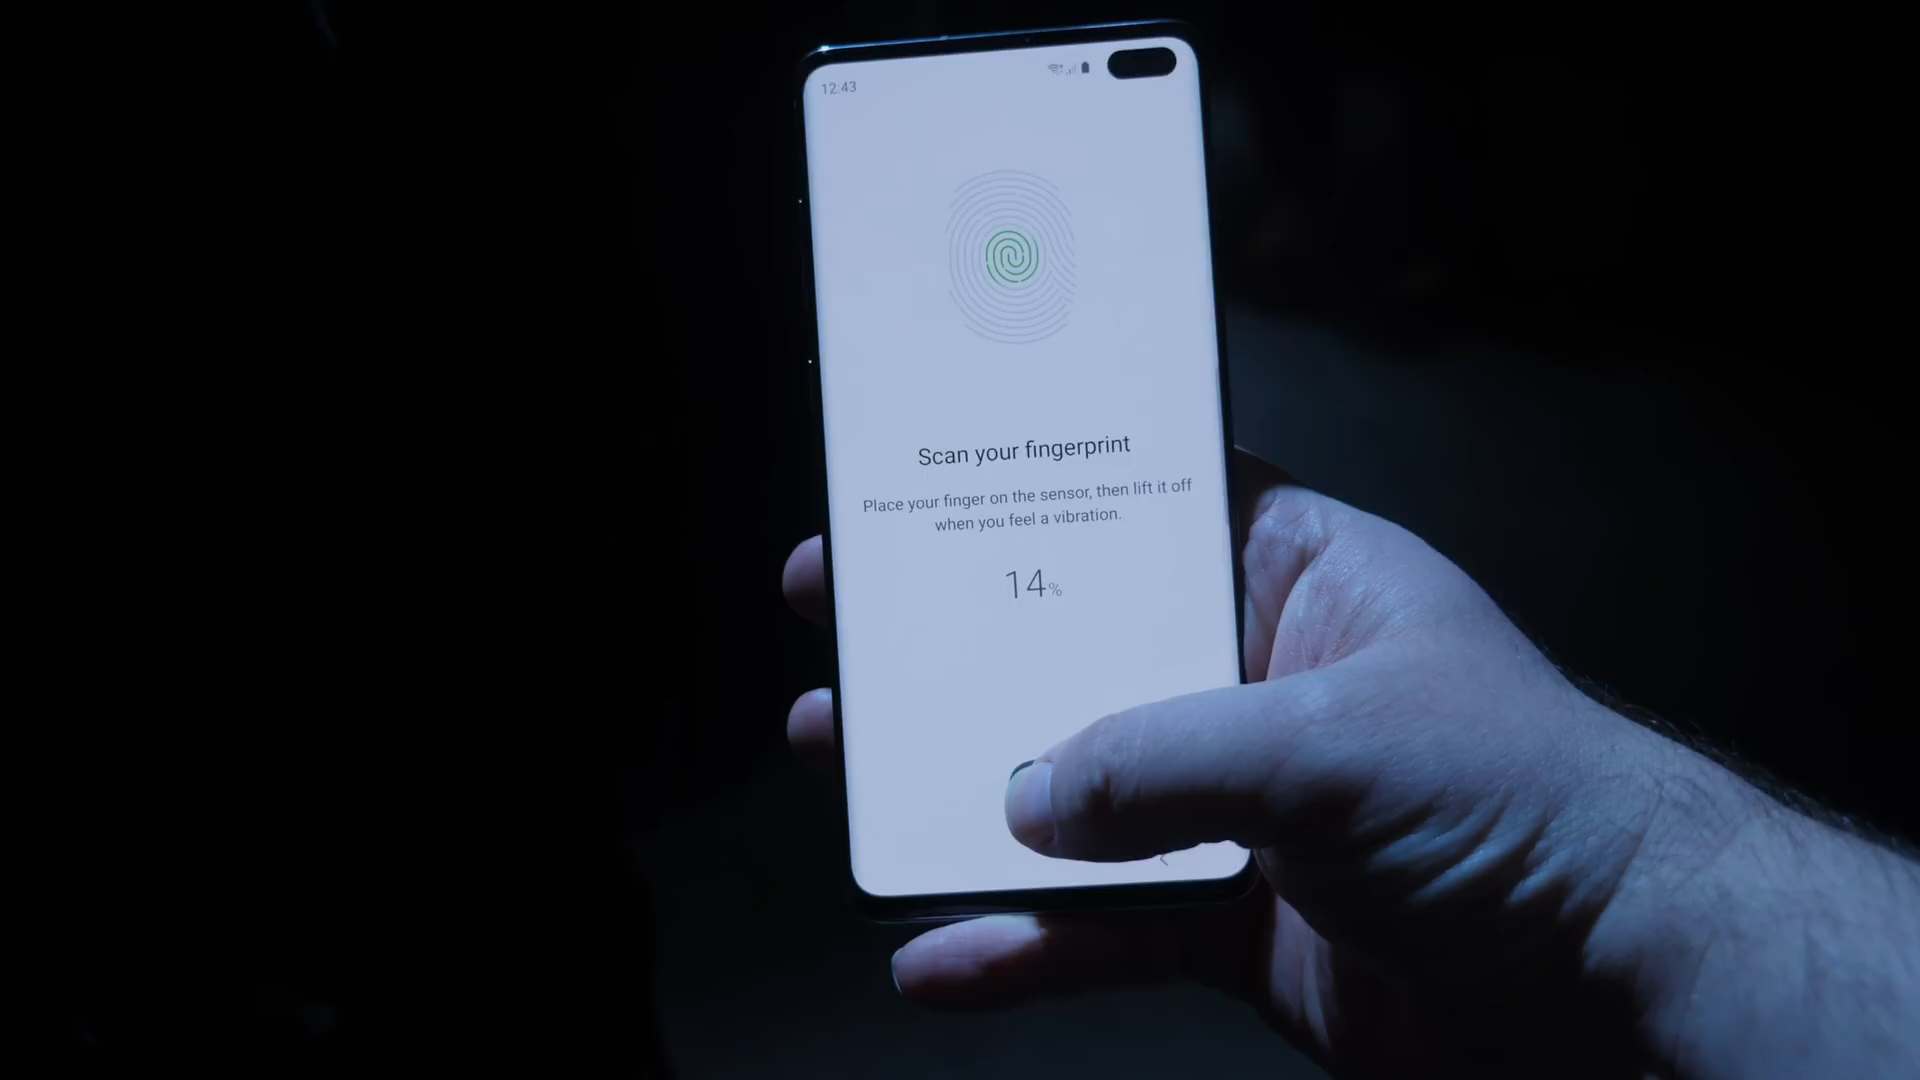 12:43
Scan your fingerprint
Place your finger on the sensor, then lift it off
when you feel a vibration.
14%